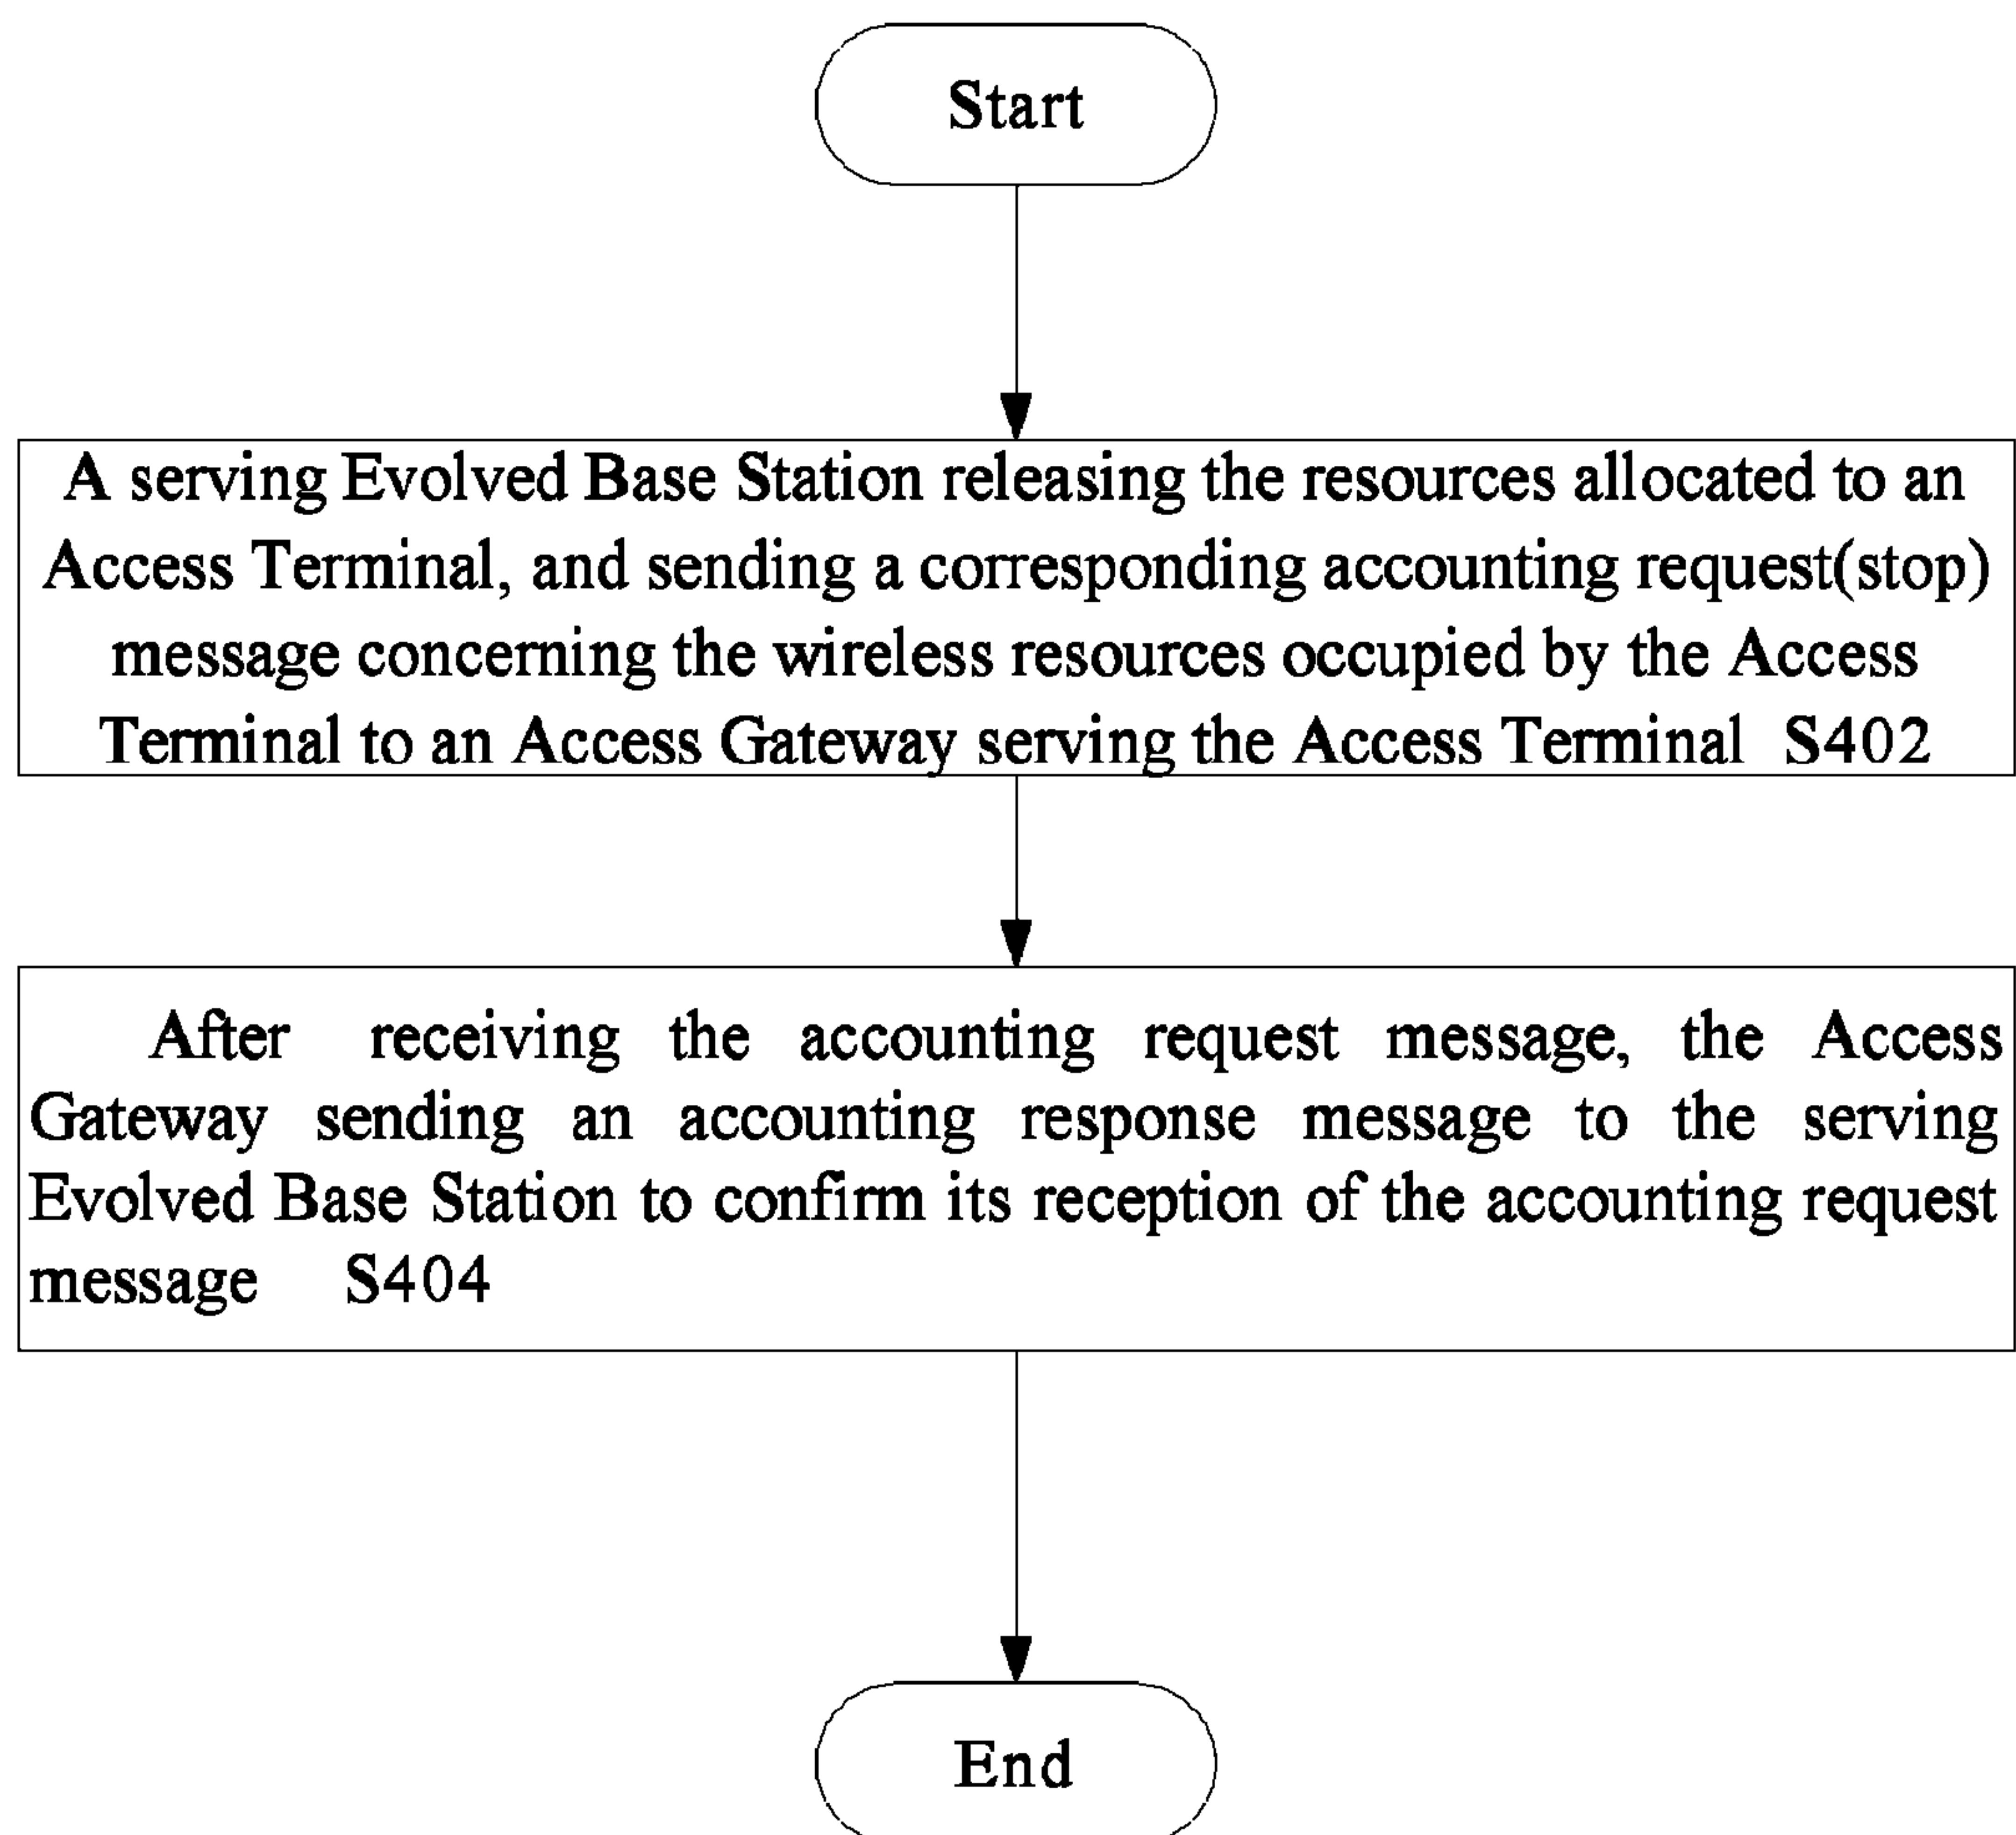 Start
A serving Evolved Base Station releasing the resources allocated to an
Access Terminal, and sending a corresponding accounting request(stop)
message concerning the wireless resources occupied by the Access
Terminal to an Access Gateway serving the Access Terminal S402
After receiving the accounting request message, the Access
Gateway sending an accounting response message to the serving
Evolved Base Station to confirm its reception of the accounting request
message S404
End